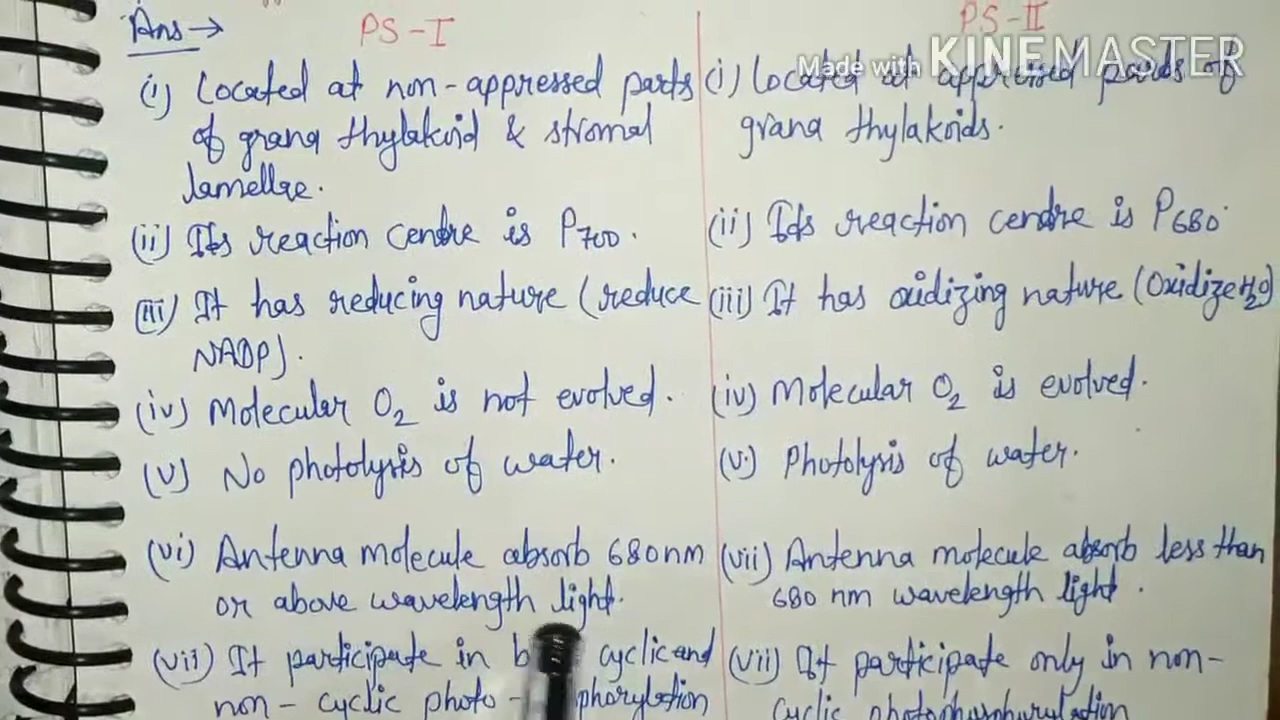 Ans →
PS-I
(i) Located at non-appressed parts
of grana thylakoid & stromal
lamellae.
(ii) Its reaction centre is P700.
(iii) It has reducing nature (reduce
NADP).
(iv) Molecular O2 is not evolved.
(v) No photolysis of water.
(vi) Antenna molecule absorb 680nm
or above wavelength light.
(vii) It participate in cyclic and
non-cyclic photo-
PS-II
Made with KINEMASTER
(i) Located at appressed parts of
grana thylakoids.
(ii) Its reaction centre is P680.
(iii) It has oxidizing nature (Oxidize H2O)
(iv) Molecular O2 is evolved.
(v) Photolysis of water.
(vii) Antenna molecule absorb less than
680 nm wavelength light.
(vii) It participate only in non-
cyclic photophosphorylation